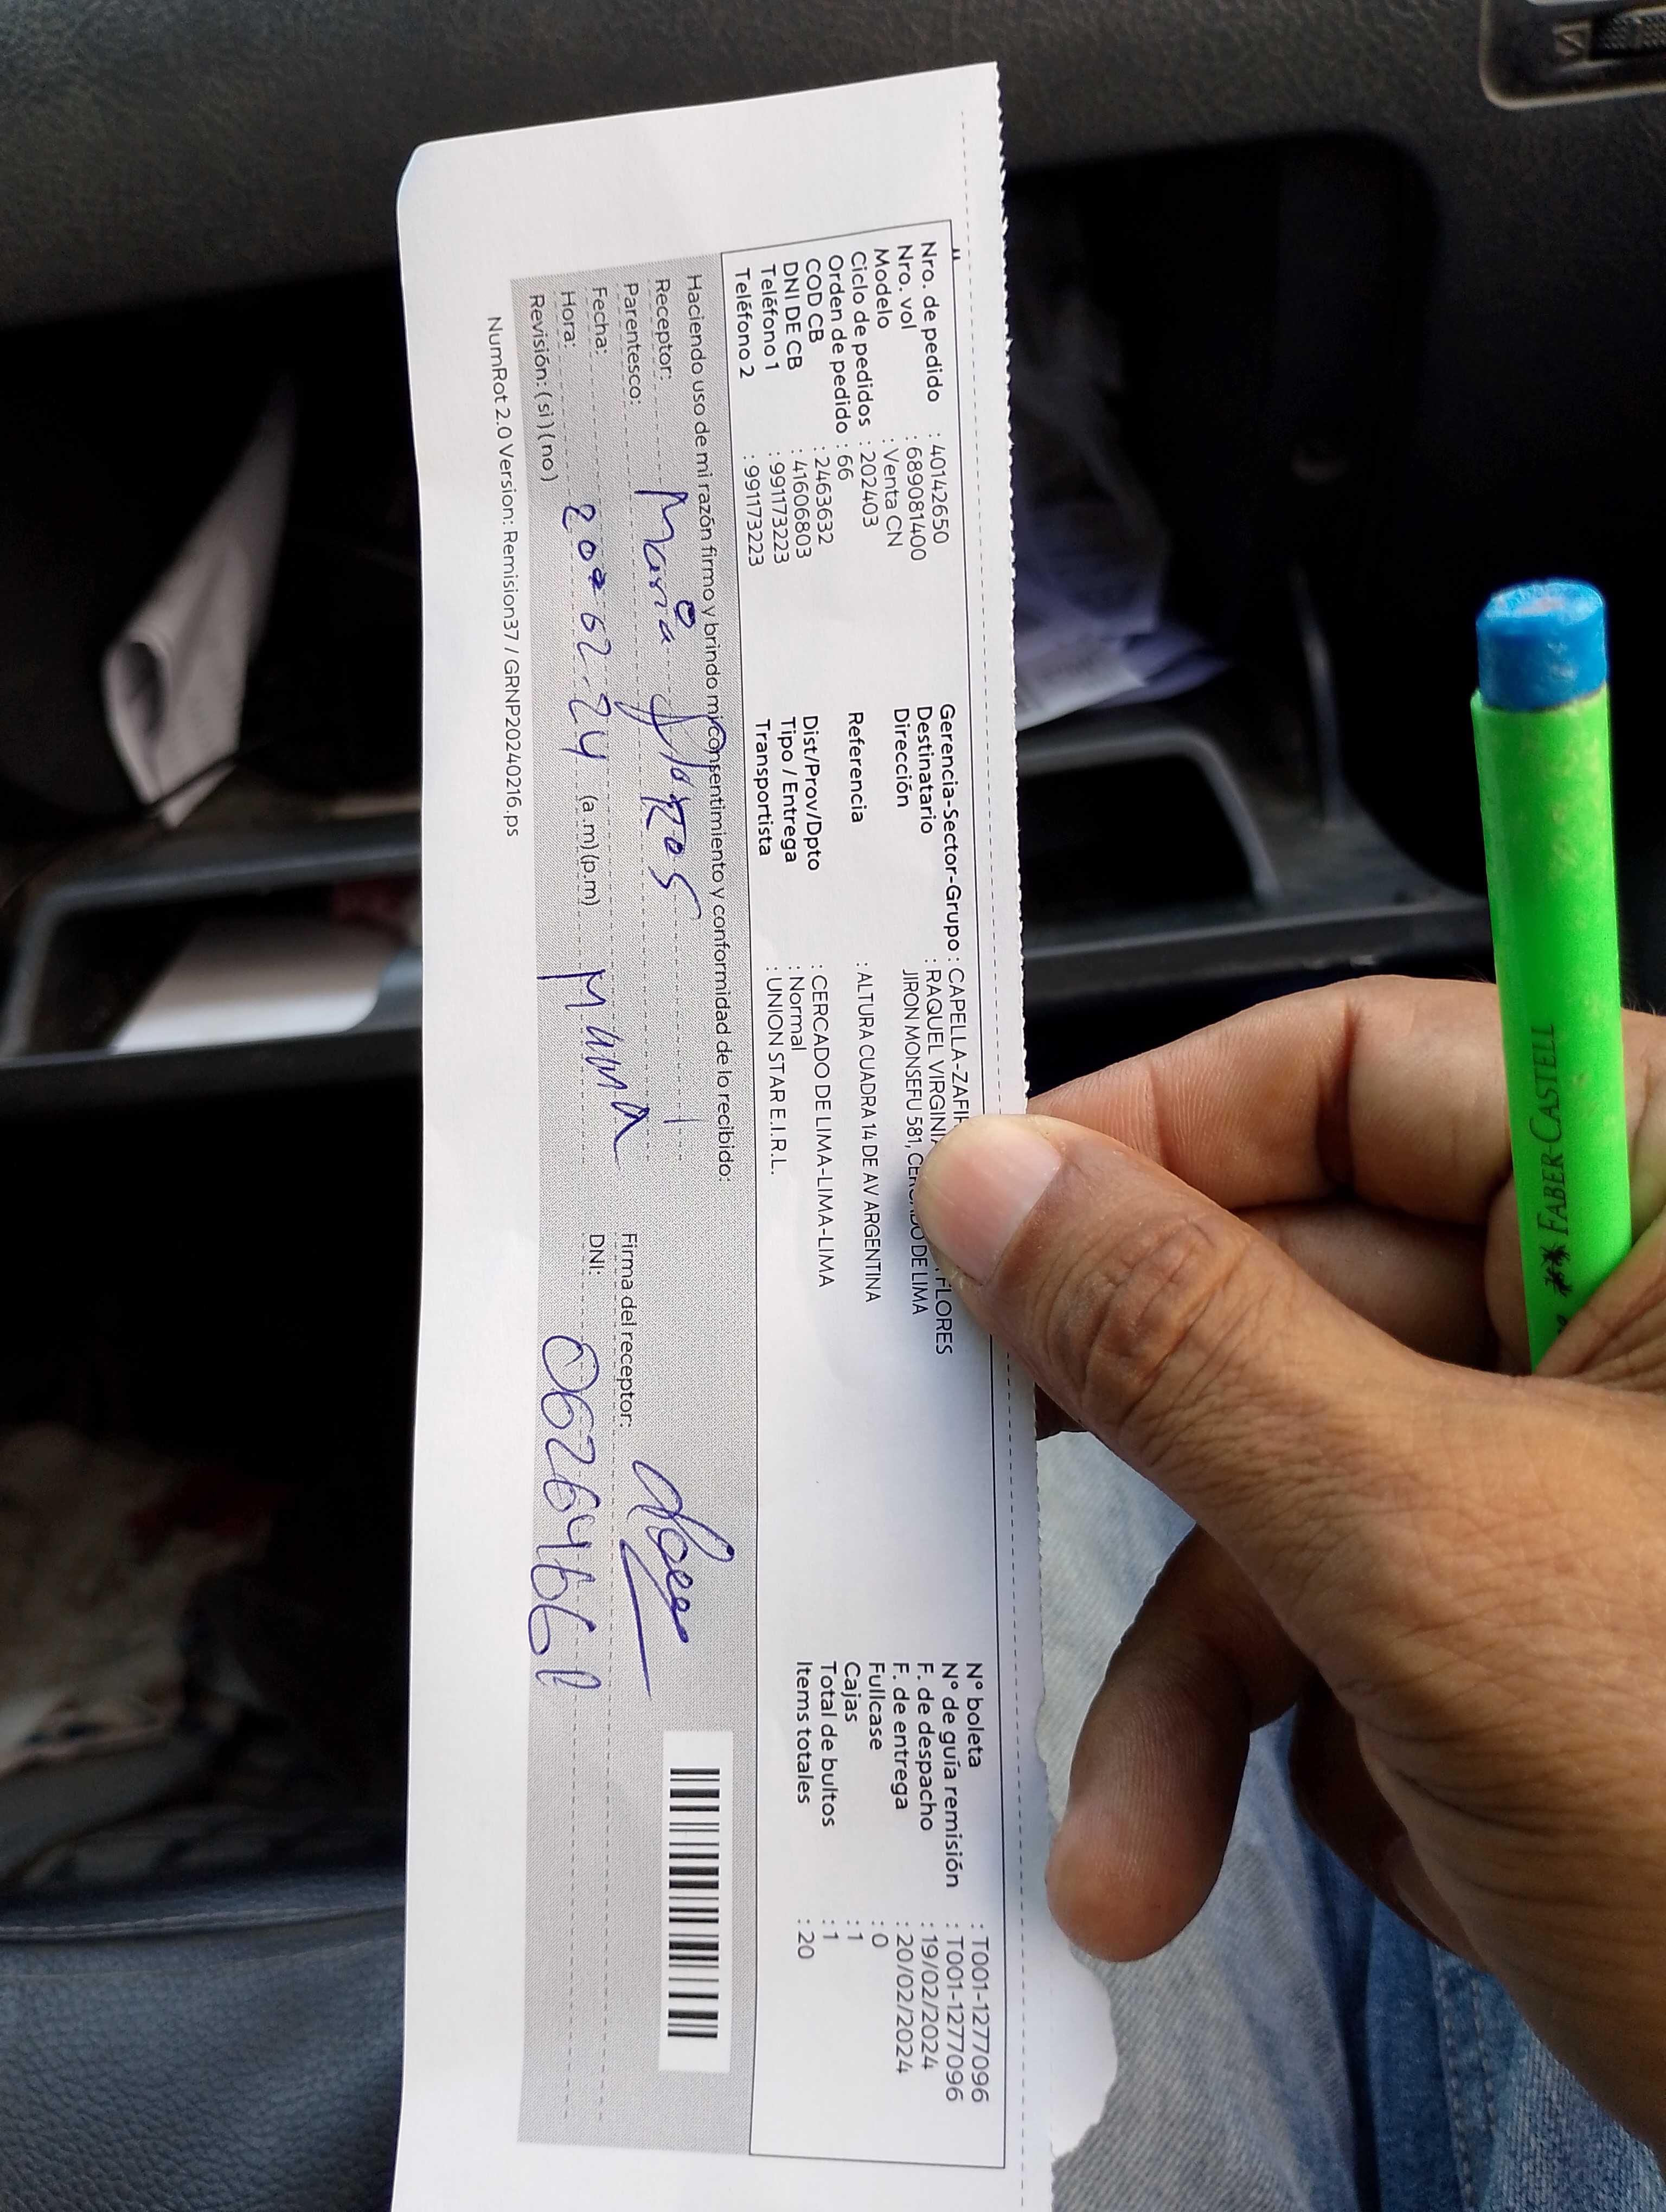 Nro. de pedido : 40142650
Nro. vol : 689081400
Modelo : Venta CN
Ciclo de pedidos : 202403
Orden de pedido : 66
COD CB : 2463632
DNI DE CB : 41606803
Teléfono 1 : 991173223
Teléfono 2 : 991173223
Gerencia-Sector-Grupo : CAPELLA-ZAFIR
Destinatario : RAQUEL VIRGINI FLORES
Dirección JIRON MONSEFU 581, CERCADO DE LIMA
Referencia : ALTURA CUADRA 14 DE AV ARGENTINA
Dist/Prov/Dpto : CERCADO DE LIMA-LIMA-LIMA
Tipo / Entrega : Normal
Transportista : UNION STAR E.I.R.L.
N° boleta : T001-1277096
N° de guía remisión : T001-1277096
F. de despacho : 19/02/2024
F. de entrega : 20/02/2024
Fullcase : 0
Cajas : 1
Total de bultos : 1
Items totales : 20
Haciendo uso de mi razón firmo y brindo mi consentimiento y conformidad de lo recibido:
Receptor: María Flores
Parentesco: Mama
Fecha: 20 02-24
Hora: (a.m)(p.m)
Revisión: (si) (no)
Firma del receptor:
DNI:
NumRot 2.0 Version: Remision37 / GRNP20240216.ps
FABER-CASTELL